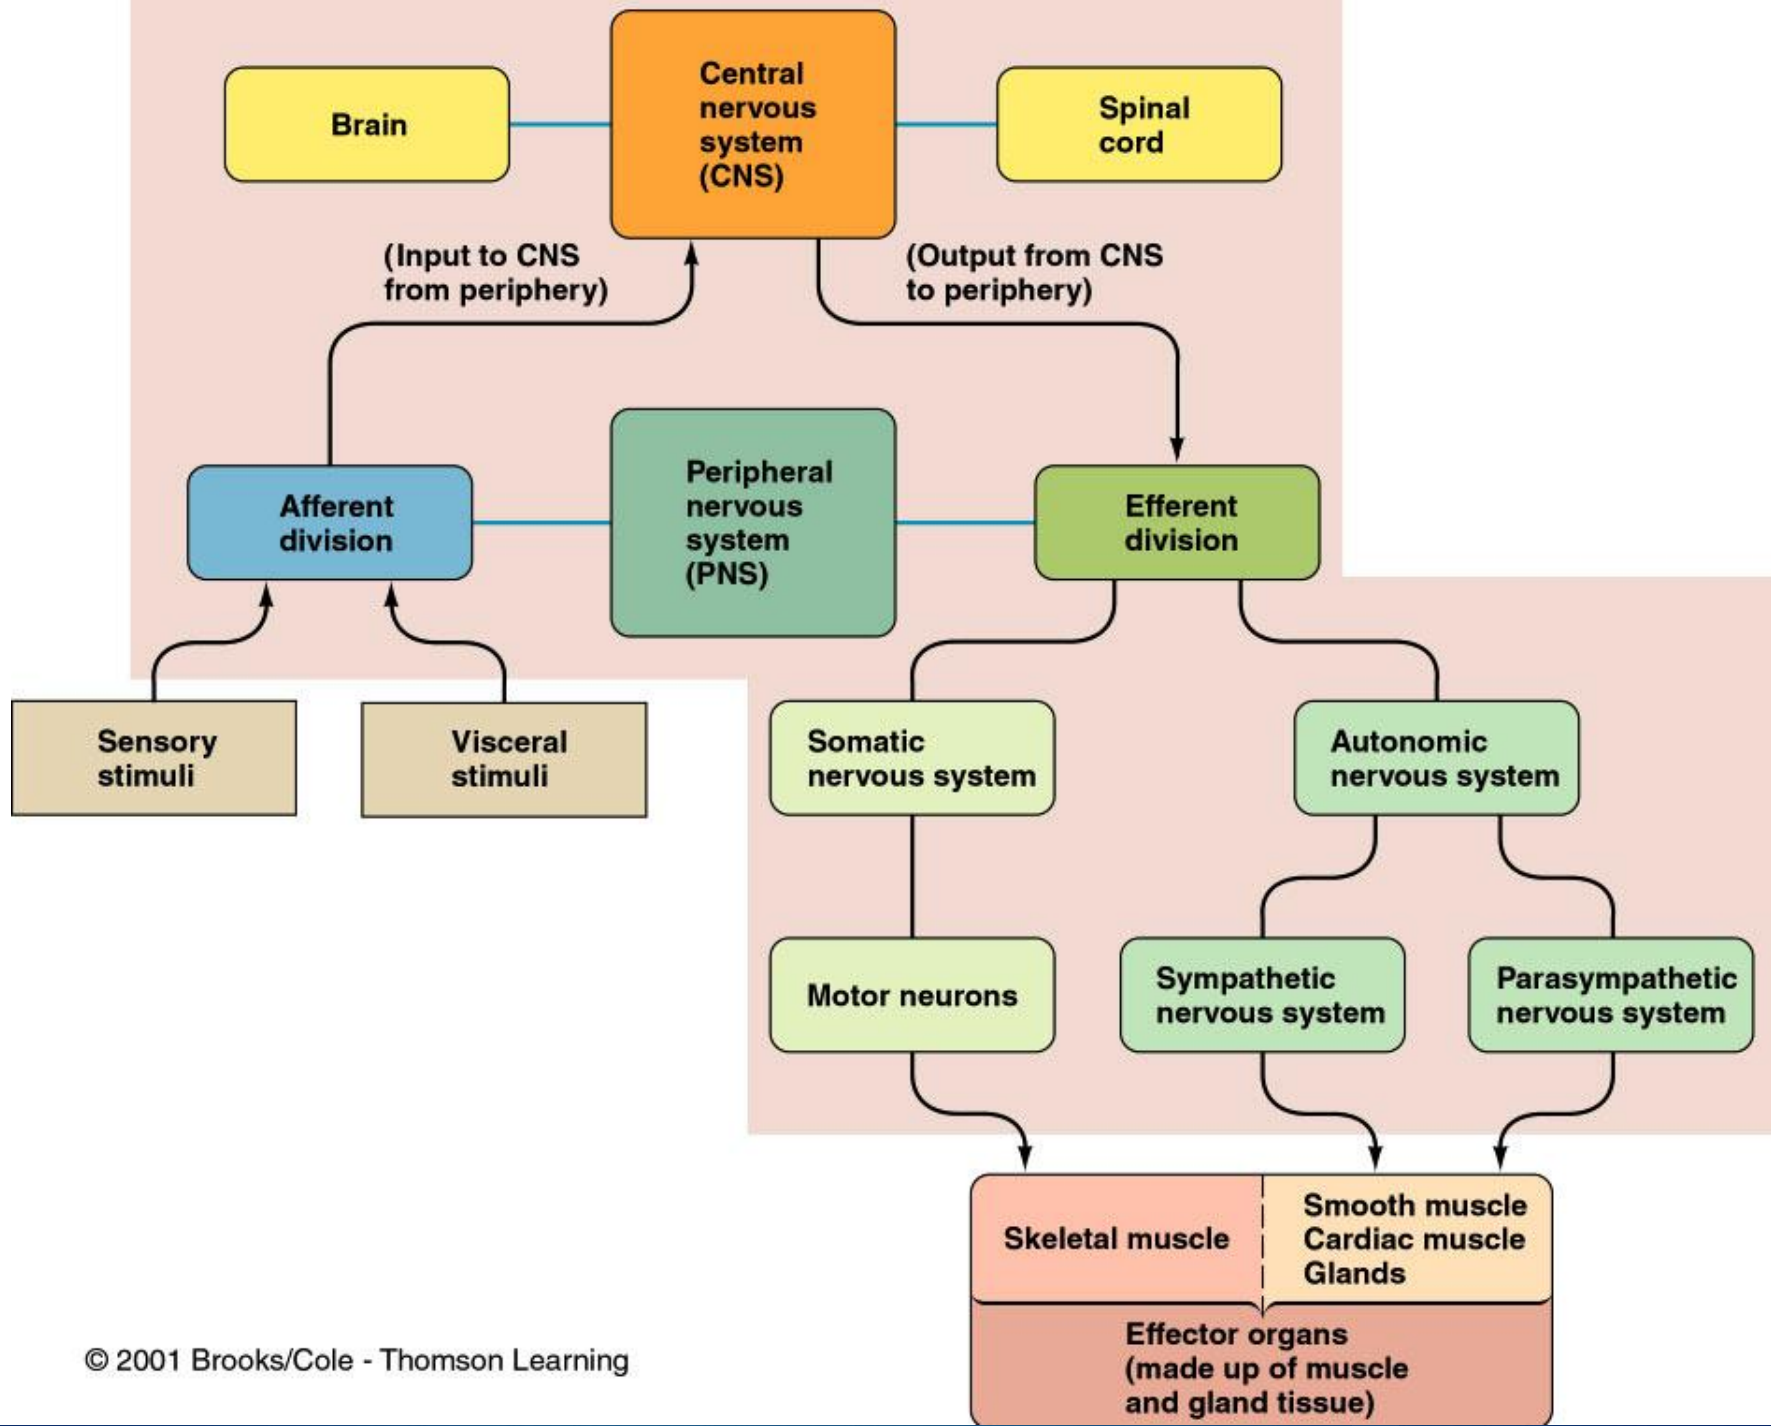 Central
nervous
system
(CNS)
Brain
Spinal
cord
(Input to CNS
from periphery)
(Output from CNS
to periphery)
Peripheral
nervous
system
(PNS)
Afferent
division
Efferent
division
Sensory
stimuli
Visceral
stimuli
Somatic
nervous system
Autonomic
nervous system
Motor neurons
Sympathetic
nervous system
Parasympathetic
nervous system
Skeletal muscle
Smooth muscle
Cardiac muscle
Glands
Effector organs
(made up of muscle
and gland tissue)
© 2001 Brooks/Cole - Thomson Learning